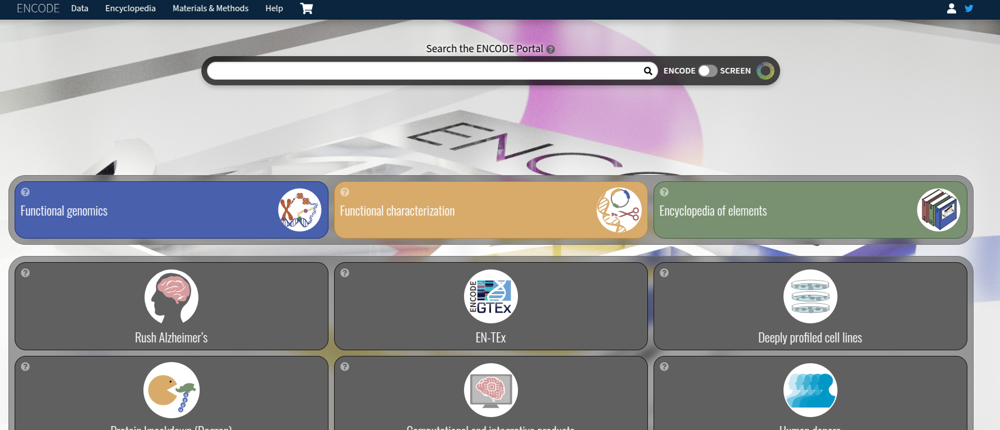 ENCODE Data Encyclopedia Materials & Methods Help
Search the ENCODE Portal ?
ENCODE SCREEN
ENC
?
Functional genomics
?
Functional characterization
?
Encyclopedia of elements
?
Rush Alzheimer's
?
ENCODE
GTEx
EN-TEx
?
Deeply profiled cell lines
?
U
U
U
U
Protein knockdown (Degron)
?
Computational and integrative products
?
Human donors